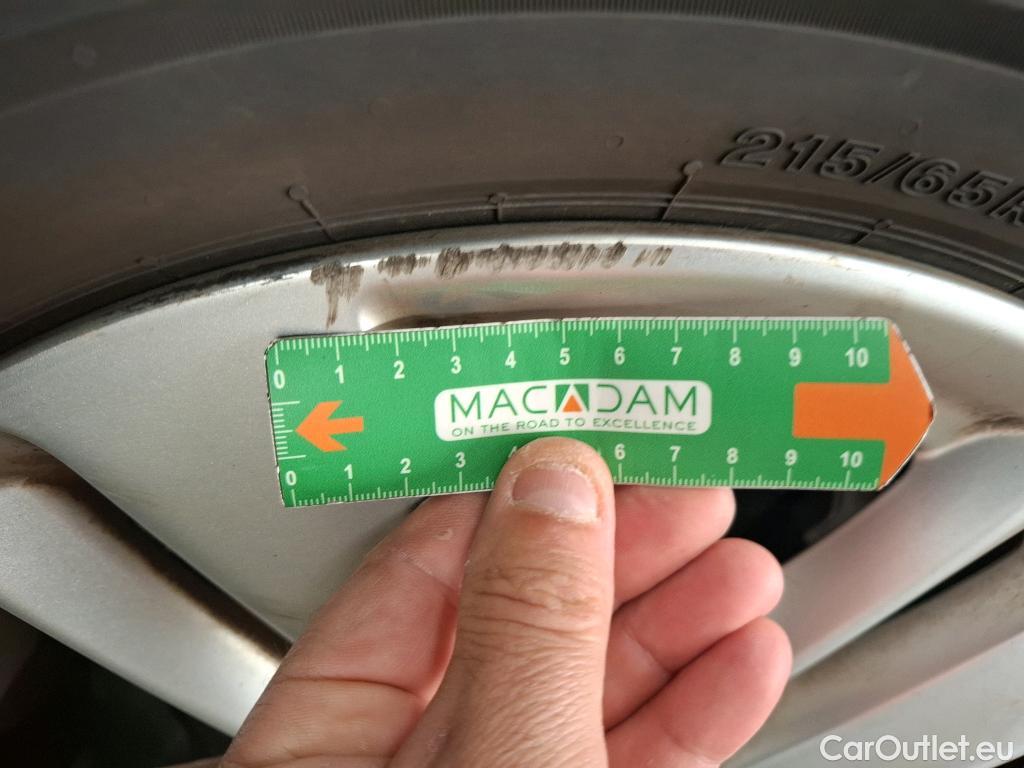 215/65R
0 1 2 3 4 5 6 7 8 9 10
MACADAM
ON THE ROAD TO EXCELLENCE
0 1 2 3 4 6 7 8 9 10
CarOutlet.eu